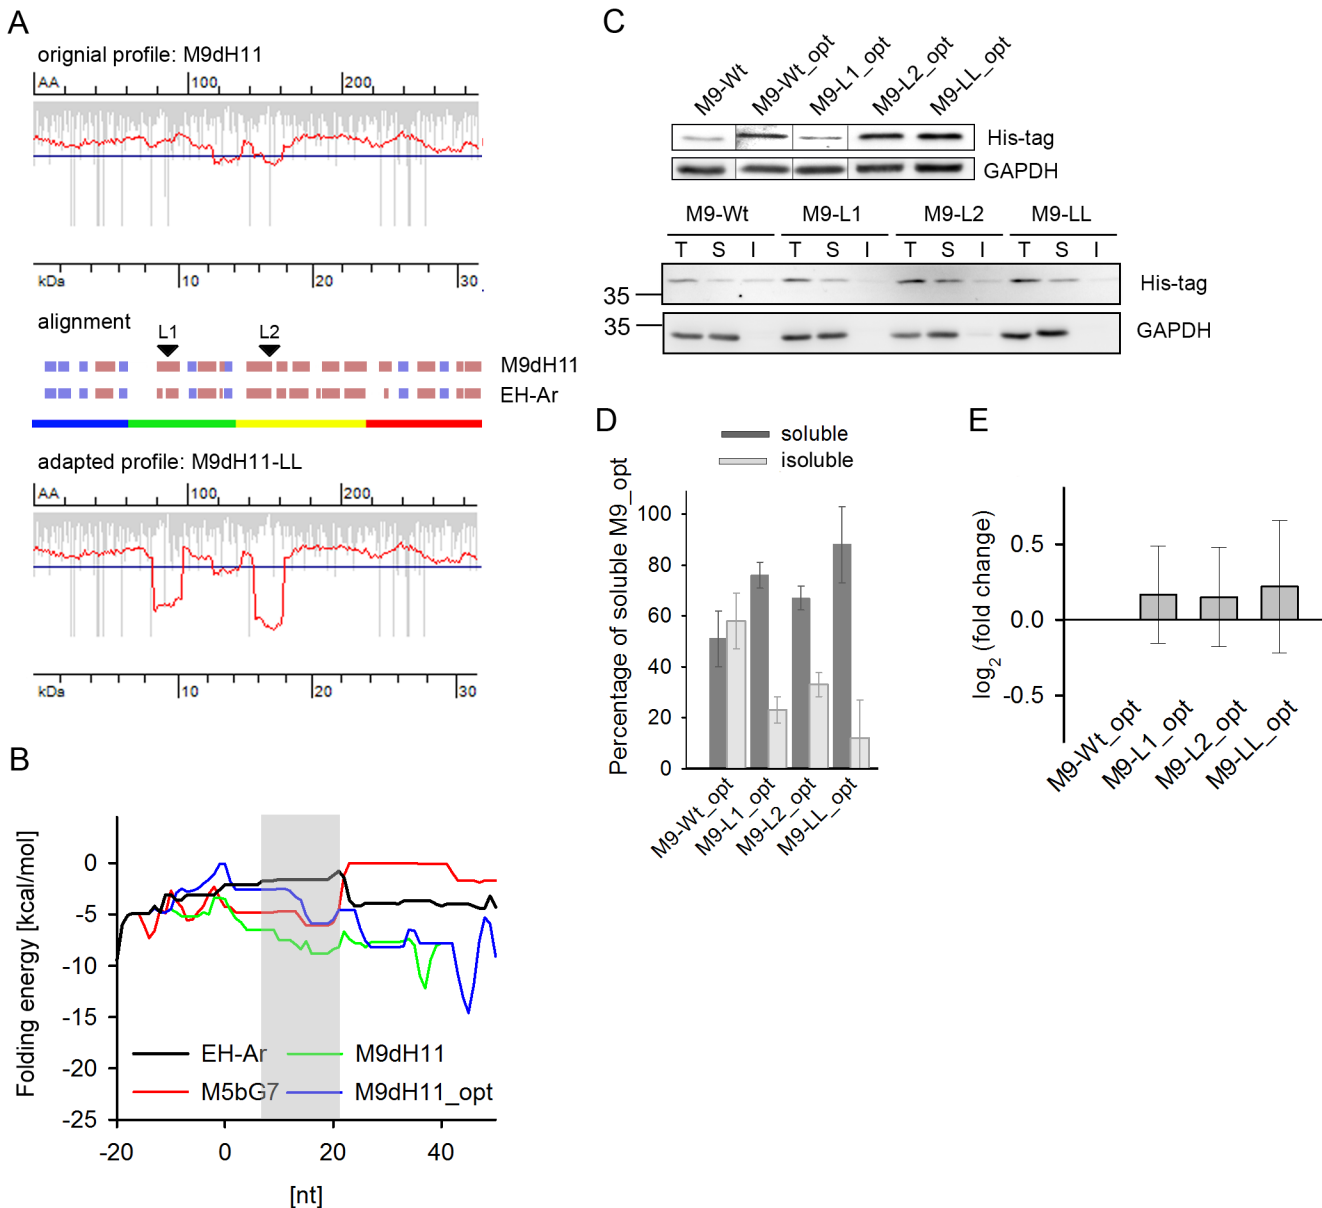 A
orignial profile: M9dH11
AA 100 200
kDa 10 20 30
alignment
L1 L2
M9dH11
EH-Ar
adapted profile: M9dH11-LL
AA 100 200
kDa 10 20 30
B
Folding energy [kcal/mol]
0
-5
-10
-15
-20
-25
EH-Ar M9dH11
M5bG7 M9dH11_opt
-20 0 20 40
[nt]
C
M9-Wt M9-Wt_opt M9-L1_opt M9-L2_opt M9-LL_opt
His-tag
GAPDH
M9-Wt M9-L1 M9-L2 M9-LL
T S I T S I T S I T S I
35 His-tag
35 GAPDH
D
soluble
isoluble
Percentage of soluble M9_opt
100
80
60
40
20
0
M9-Wt_opt M9-L1_opt M9-L2_opt M9-LL_opt
E
log2 (fold change)
0.5
0.0
-0.5
M9-Wt_opt M9-L1_opt M9-L2_opt M9-LL_opt